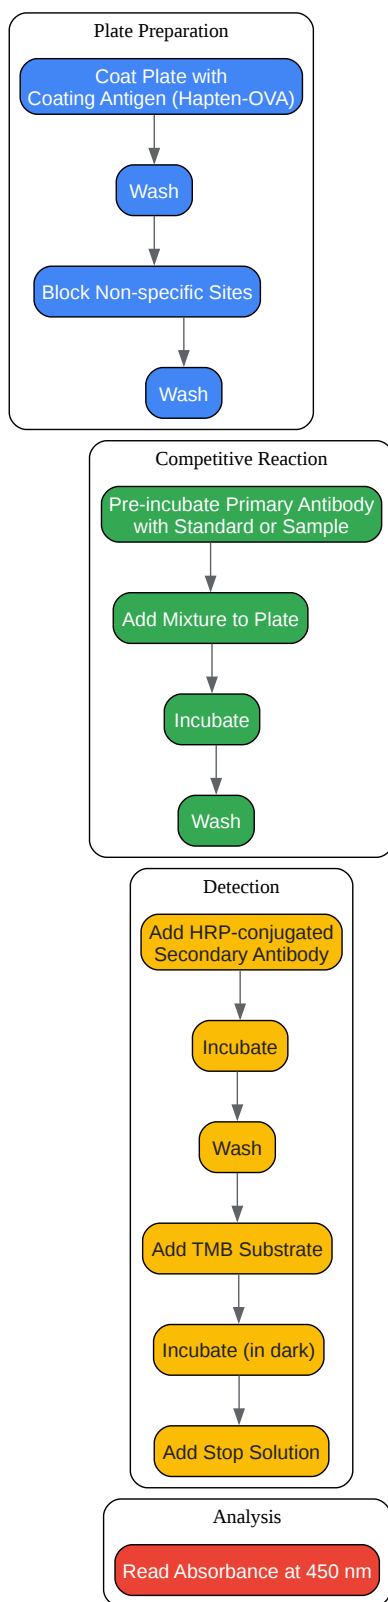 Plate Preparation
Coat Plate with
Coating Antigen (Hapten-OVA)
Wash
Block Non-specific Sites
Wash
Competitive Reaction
Pre-incubate Primary Antibody
with Standard or Sample
Add Mixture to Plate
Incubate
Wash
Detection
Add HRP-conjugated
Secondary Antibody
Incubate
Wash
Add TMB Substrate
Incubate (in dark)
Add Stop Solution
Analysis
Read Absorbance at 450 nm